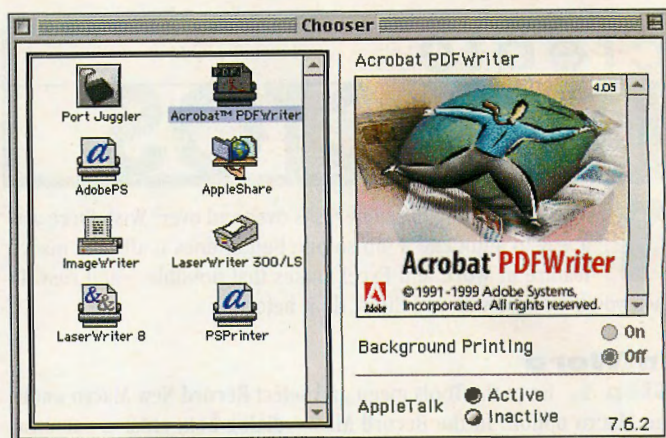 Chooser
Port Juggler
Acrobat™ PDFWriter
AdobePS
AppleShare
ImageWriter
LaserWriter 300/LS
LaserWriter 8
PSPrinter
Acrobat PDFWriter
4.05
Acrobat® PDFWriter
Adobe
©1991-1999 Adobe Systems,
Incorporated. All rights reserved.
Background Printing
On
Off
AppleTalk
Active
Inactive
7.6.2